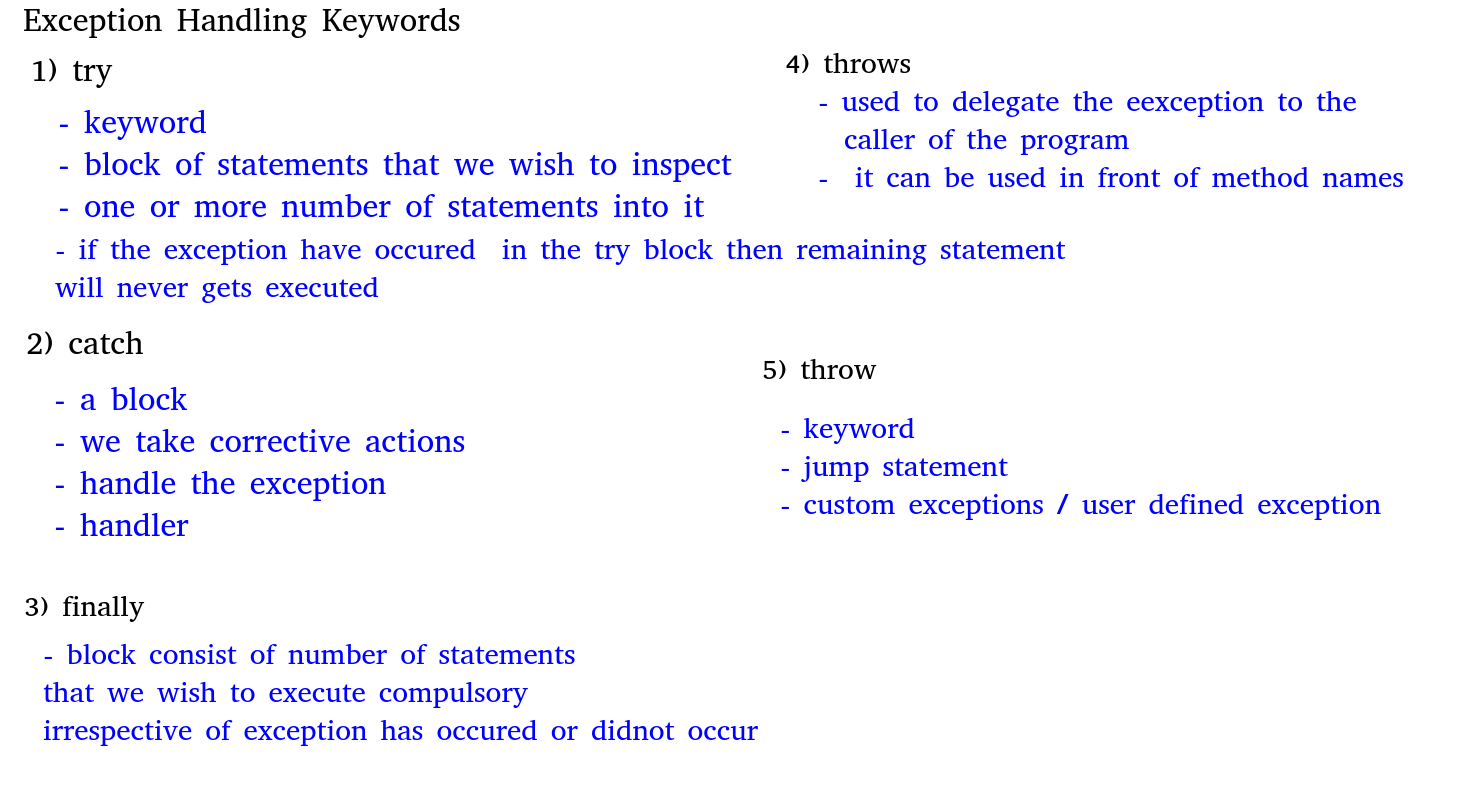 Exception Handling Keywords
1) try
- keyword
- block of statements that we wish to inspect
- one or more number of statements into it
- if the exception have occured in the try block then remaining statement
will never gets executed
2) catch
- a block
- we take corrective actions
- handle the exception
- handler
3) finally
- block consist of number of statements
that we wish to execute compulsory
irrespective of exception has occured or didnot occur
4) throws
- used to delegate the eexception to the
caller of the program
- it can be used in front of method names
5) throw
- keyword
- jump statement
- custom exceptions / user defined exception